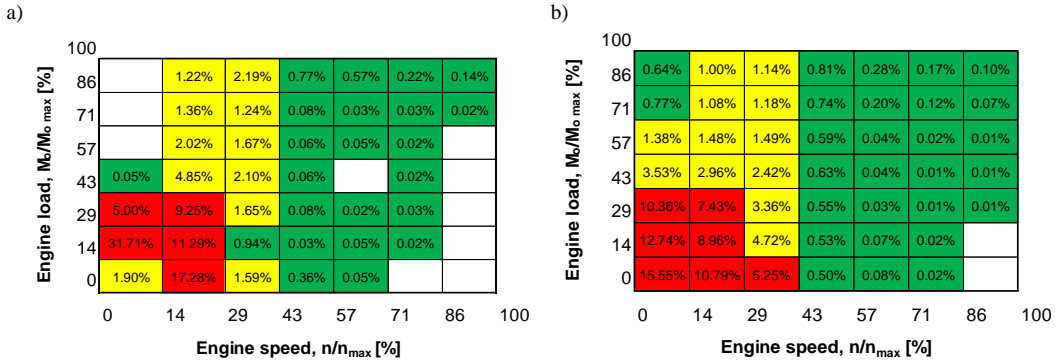 a)
Engine load, Mo/Mo max [%]
100
86
71
57
43
29
14
0
1.22% 2.19% 0.77% 0.57% 0.22% 0.14%
1.36% 1.24% 0.08% 0.03% 0.03% 0.02%
2.02% 1.67% 0.06% 0.05% 0.02%
0.05% 4.85% 2.10% 0.06% 0.02%
5.00% 9.25% 1.65% 0.08% 0.02% 0.03%
31.71% 11.29% 0.94% 0.03% 0.05% 0.02%
1.90% 17.28% 1.59% 0.36% 0.05%
0 14 29 43 57 71 86 100
Engine speed, n/nmax [%]
b)
Engine load, Mo/Mo max [%]
100
86
71
57
43
29
14
0
0.64% 1.00% 1.14% 0.81% 0.28% 0.17% 0.10%
0.77% 1.08% 1.18% 0.74% 0.20% 0.12% 0.07%
1.38% 1.48% 1.49% 0.59% 0.04% 0.02% 0.01%
3.53% 2.96% 2.42% 0.63% 0.04% 0.01% 0.01%
10.36% 7.43% 3.36% 0.55% 0.03% 0.01% 0.01%
12.74% 8.96% 4.72% 0.53% 0.07% 0.02%
15.55% 10.79% 5.25% 0.50% 0.08% 0.02%
0 14 29 43 57 71 86 100
Engine speed, n/nmax [%]